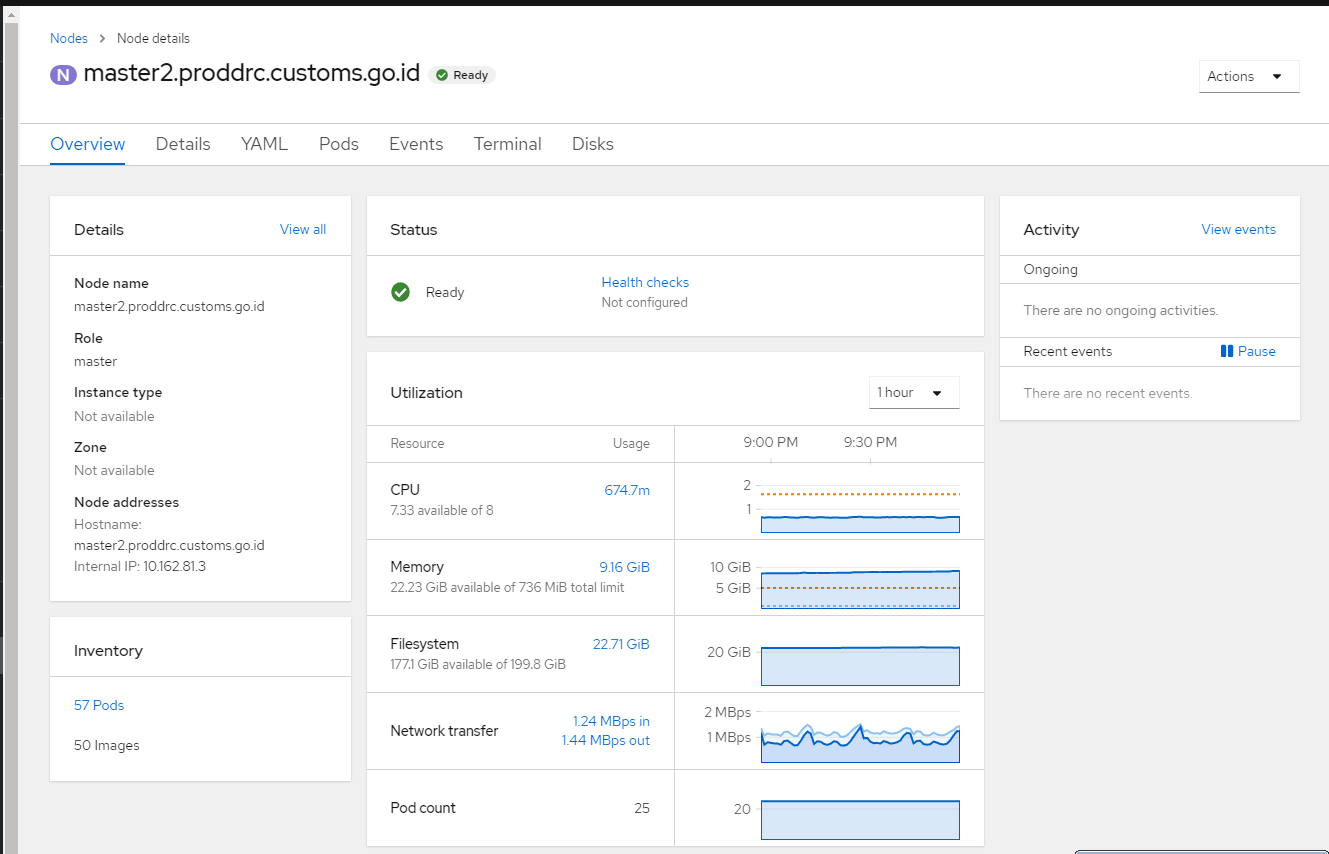 Nodes > Node details
N master2.proddrc.customs.go.id Ready
Actions
Overview Details YAML Pods Events Terminal Disks
Details View all
Node name
master2.proddrc.customs.go.id
Role
master
Instance type
Not available
Zone
Not available
Node addresses
Hostname:
master2.proddrc.customs.go.id
Internal IP: 10.162.81.3
Inventory
57 Pods
50 Images
Status
Ready
Health checks
Not configured
Utilization 1 hour
Resource Usage 9:00 PM 9:30 PM
CPU 674.7m
7.33 available of 8
2
1
Memory 9.16 GiB
22.23 GiB available of 736 MiB total limit
10 GiB
5 GiB
Filesystem 22.71 GiB
177.1 GiB available of 199.8 GiB
20 GiB
Network transfer 1.24 MBps in
1.44 MBps out
2 MBps
1 MBps
Pod count 25
20
Activity View events
Ongoing
There are no ongoing activities.
Recent events Pause
There are no recent events.